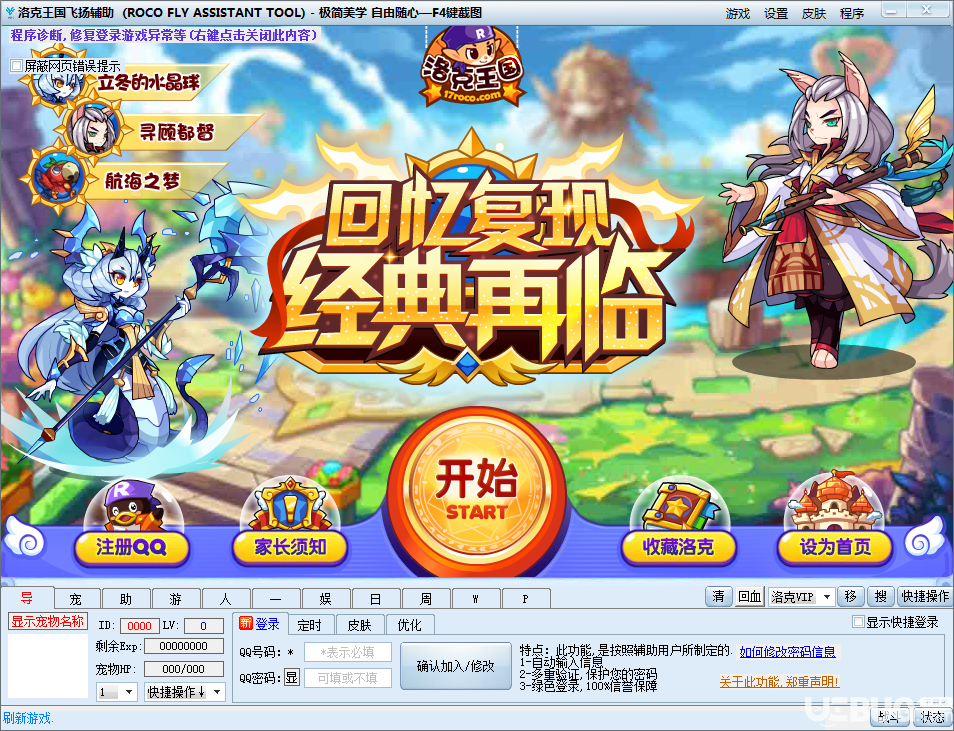 洛克王国飞扬辅助 (ROCO FLY ASSISTANT TOOL) - 极简美学 自由随心—F4键截图
游戏 设置 皮肤 程序
程序诊断, 修复登录游戏异常等(右键点击关闭此内容)
屏蔽网页错误提示
立冬的水晶球
寻顾都督
航海之梦
R
洛克王国
17roco.com
回忆复现
经典再临
开始
START
R
注册QQ
家长须知
收藏洛克
设为首页
导 宠 助 游 人 一 娱 日 周 W P
清 回血 洛克VIP 移 搜 快捷操作
显示宠物名称
ID: 0000 LV: 0
剩余Exp: 00000000
宠物HP: 000/000
1 快捷操作↓
新 登录 定时 皮肤 优化
显示快捷登录
QQ号码: * *表示必填
QQ密码: 显 可填或不填
确认加入/修改
特点: 此功能, 是按照辅助用户所制定的.
1-自动输入信息
2-多重验证, 保护您的密码
3-绿色登录, 100%信誉保障
如何修改密码信息
关于此功能, 郑重声明!
刷新游戏.
战斗 状态